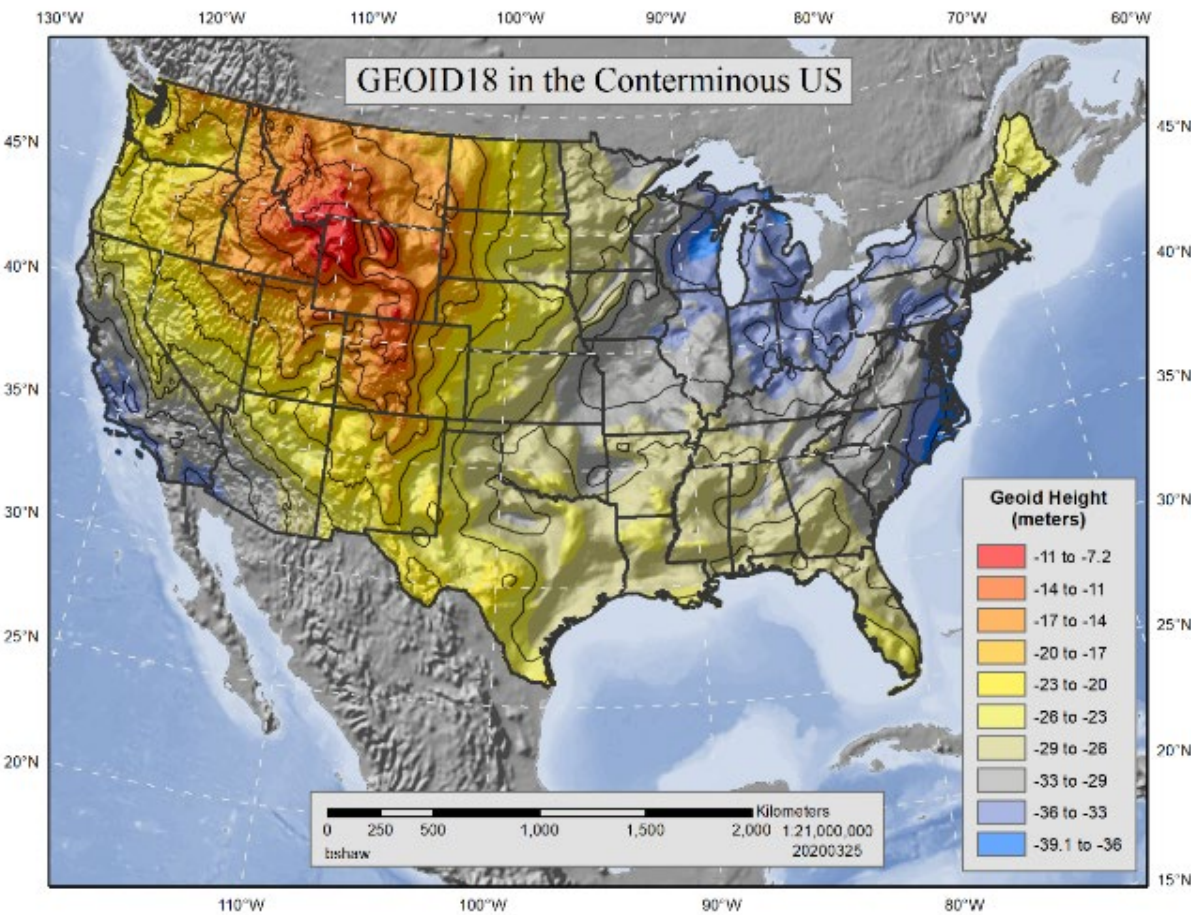 130°W 120°W 110°W 100°W 90°W 80°W 70°W 60°W
GEOID18 in the Conterminous US
45°N 45°N
40°N 40°N
35°N 35°N
30°N 30°N
25°N 25°N
20°N 20°N
15°N
Geoid Height
(meters)
-11 to -7.2
-14 to -11
-17 to -14
-20 to -17
-23 to -20
-26 to -23
-29 to -26
-33 to -29
-36 to -33
-39.1 to -36
Kilometers
0 250 500 1,000 1,500 2,000 1:21,000,000
bshaw 20200325
110°W 100°W 90°W 80°W